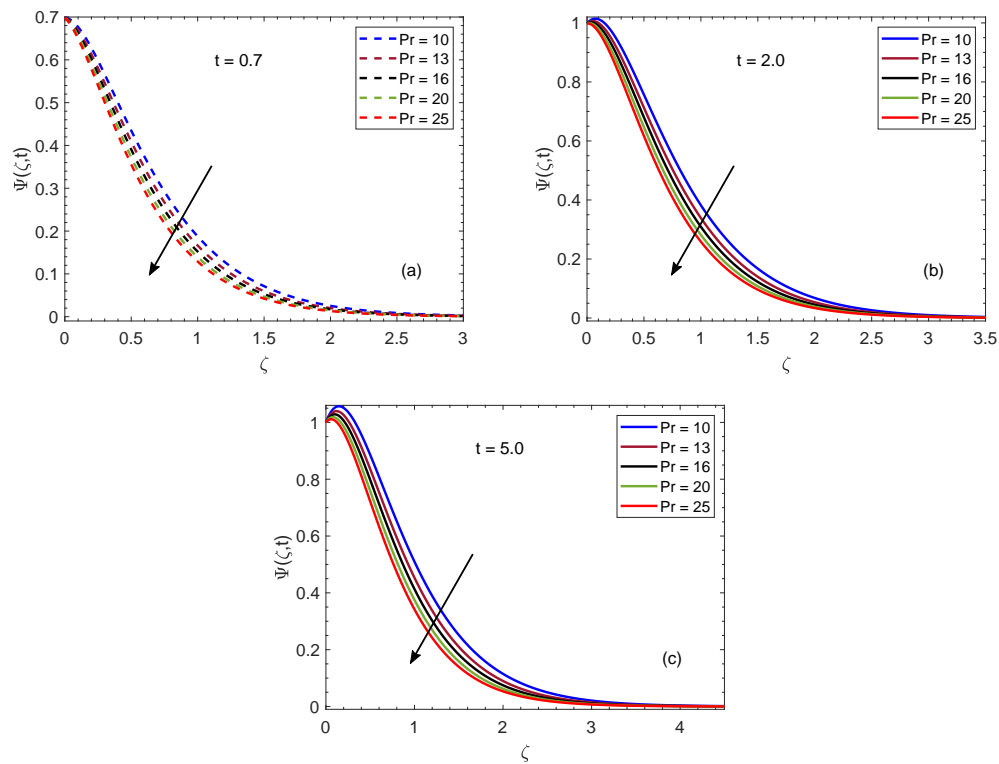 0.7
0.6
0.5
0.4
0.3
0.2
0.1
0
Ψ(ζ,t)
0
0.5
1
1.5
2
2.5
3
ζ
t = 0.7
Pr = 10
Pr = 13
Pr = 16
Pr = 20
Pr = 25
(a)
1
0.8
0.6
0.4
0.2
0
Ψ(ζ,t)
0
0.5
1
1.5
2
2.5
3
3.5
ζ
t = 2.0
Pr = 10
Pr = 13
Pr = 16
Pr = 20
Pr = 25
(b)
1
0.8
0.6
0.4
0.2
0
Ψ(ζ,t)
0
1
2
3
4
ζ
t = 5.0
Pr = 10
Pr = 13
Pr = 16
Pr = 20
Pr = 25
(c)